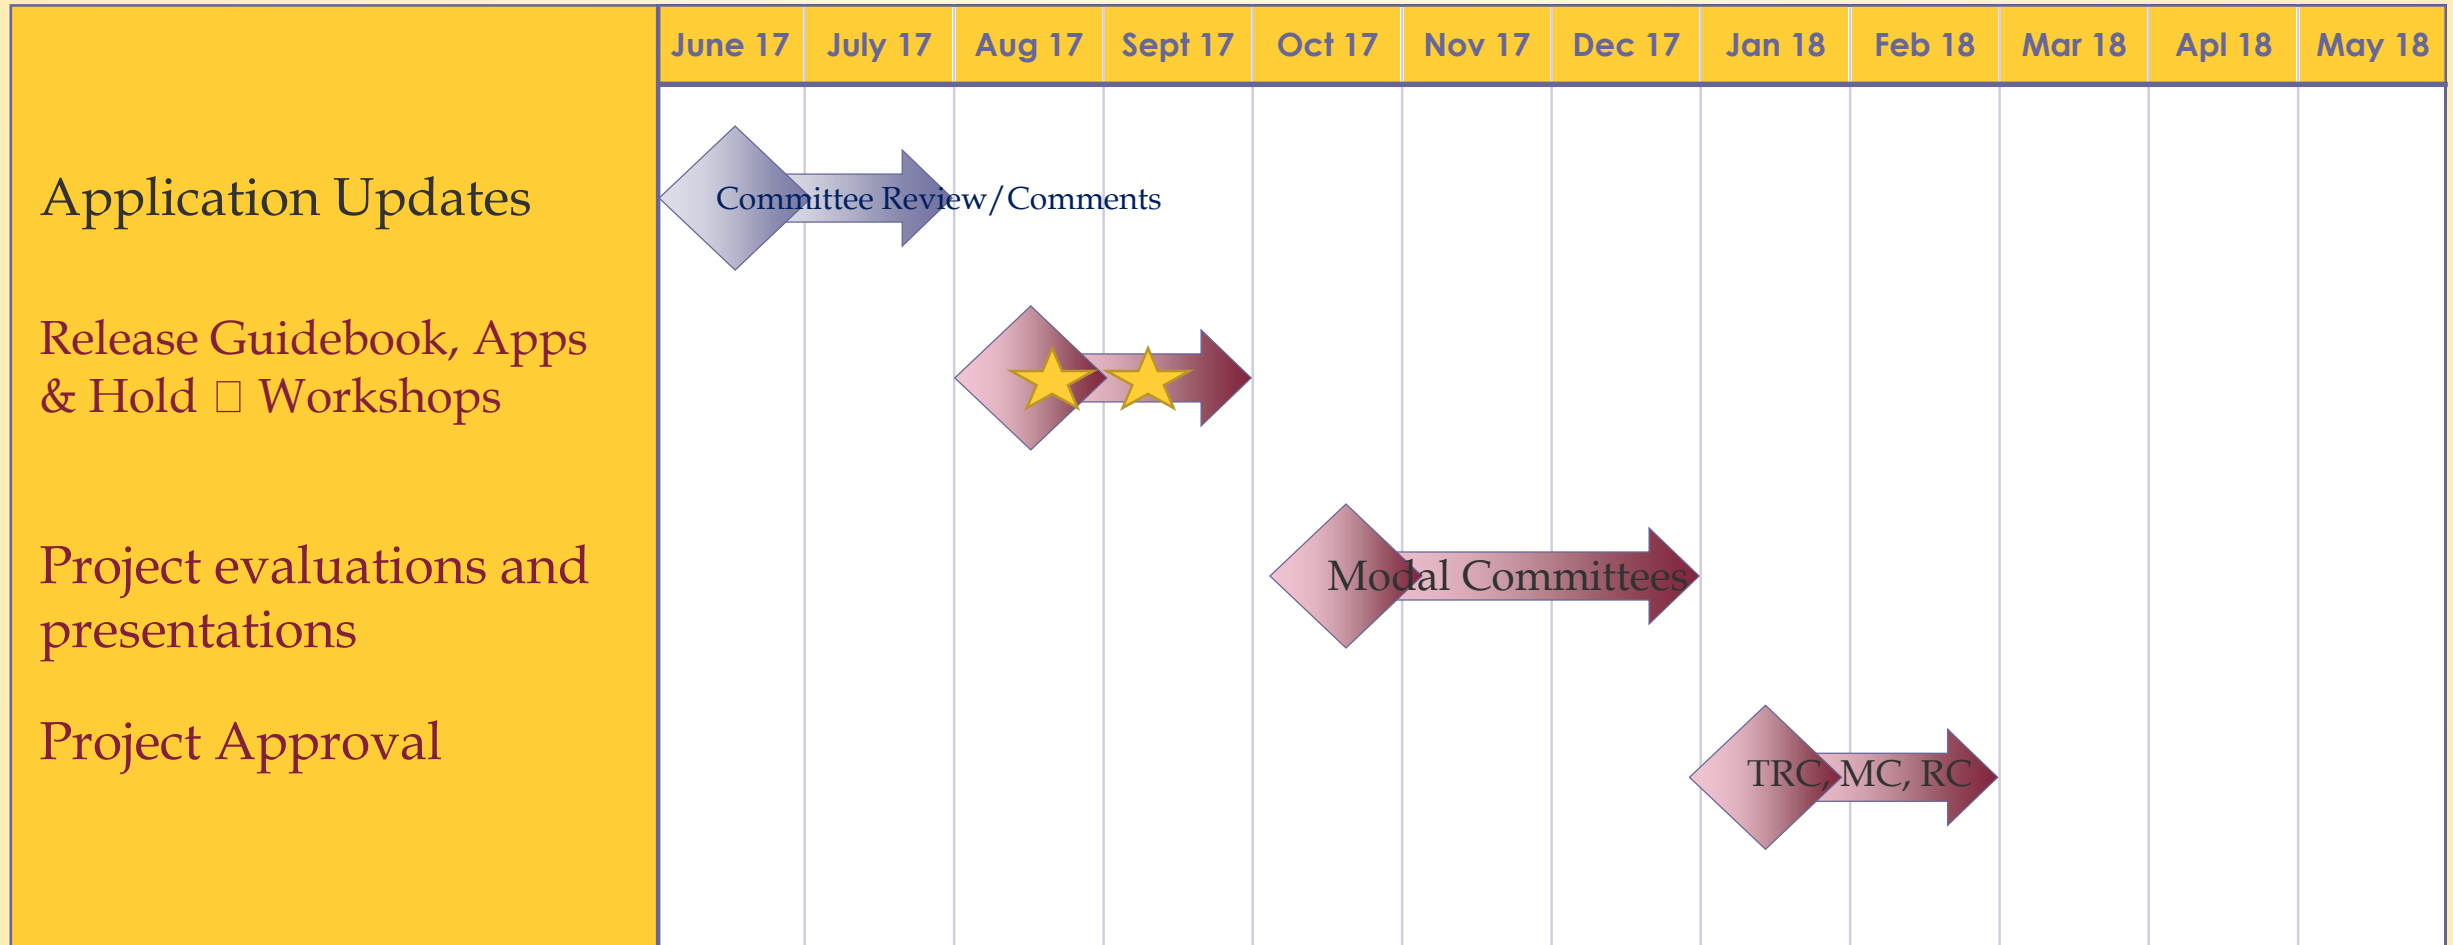 June 17 July 17 Aug 17 Sept 17 Oct 17 Nov 17 Dec 17 Jan 18 Feb 18 Mar 18 Apl 18 May 18
Application Updates
Committee Review/Comments
Release Guidebook, Apps
& Hold □ Workshops
Project evaluations and
presentations
Modal Committees
Project Approval
TRC, MC, RC